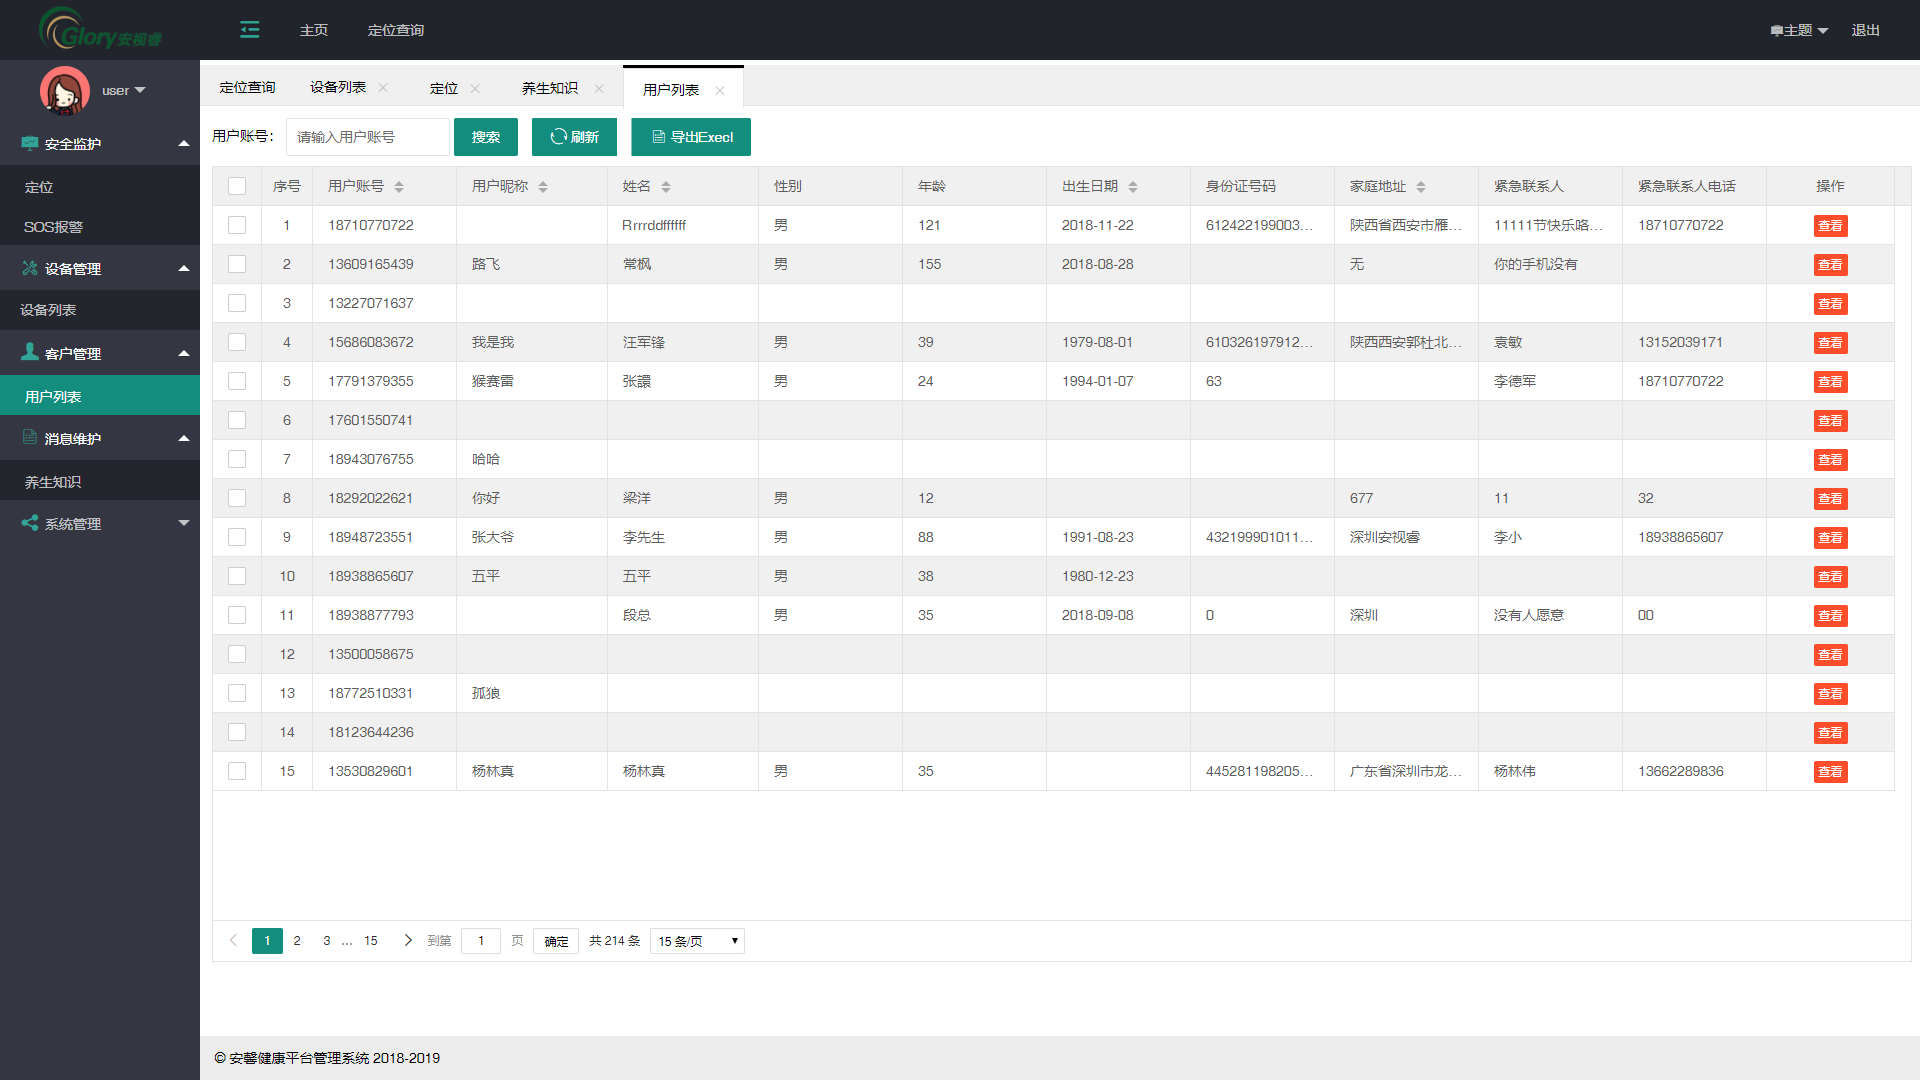 Glory安视睿
主页 定位查询 主题 退出
user
安全监护
定位
SOS报警
设备管理
设备列表
客户管理
用户列表
消息维护
养生知识
系统管理
定位查询 设备列表 定位 养生知识 用户列表
用户账号: 请输入用户账号 搜索 刷新 导出Execl
序号 用户账号 用户昵称 姓名 性别 年龄 出生日期 身份证号码 家庭地址 紧急联系人 紧急联系人电话 操作
1 18710770722 Rrrrddffffff 男 121 2018-11-22 612422199003... 陕西省西安市雁... 11111节快乐咯... 18710770722 查看
2 13609165439 路飞 常枫 男 155 2018-08-28 无 你的手机没有 查看
3 13227071637 查看
4 15686083672 我是我 汪军锋 男 39 1979-08-01 610326197912... 陕西西安郭杜北... 袁敏 13152039171 查看
5 17791379355 猴赛雷 张譞 男 24 1994-01-07 63 李德军 18710770722 查看
6 17601550741 查看
7 18943076755 哈哈 查看
8 18292022621 你好 梁洋 男 12 677 11 32 查看
9 18948723551 张大爷 李先生 男 88 1991-08-23 432199901011... 深圳安视睿 李小 18938865607 查看
10 18938865607 五平 五平 男 38 1980-12-23 查看
11 18938877793 段总 男 35 2018-09-08 0 深圳 没有人愿意 00 查看
12 13500058675 查看
13 18772510331 孤狼 查看
14 18123644236 查看
15 13530829601 杨林真 杨林真 男 35 445281198205... 广东省深圳市龙... 杨林伟 13662289836 查看
1 2 3 ... 15 到第 1 页 确定 共 214 条 15 条/页
© 安馨健康平台管理系统 2018-2019